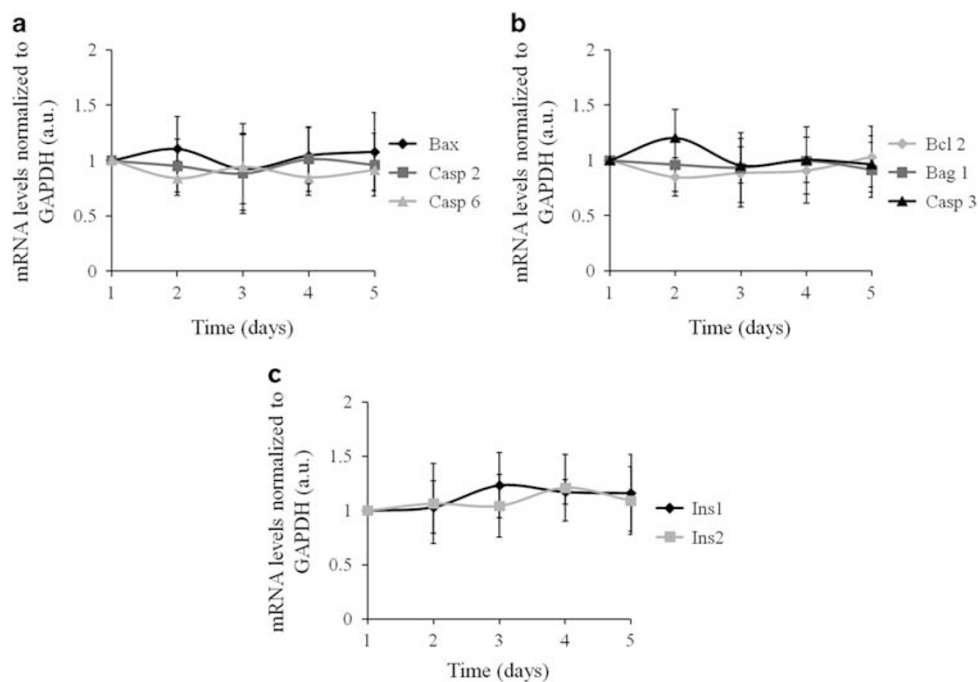 a
mRNA levels normalized to
GAPDH (a.u.)
2
1.5
1
0.5
0
1 2 3 4 5
Time (days)
Bax
Casp 2
Casp 6
b
mRNA levels normalized to
GAPDH (a.u.)
2
1.5
1
0.5
0
1 2 3 4 5
Time (days)
Bcl 2
Bag 1
Casp 3
c
mRNA levels normalized to
GAPDH (a.u.)
2
1.5
1
0.5
0
1 2 3 4 5
Time (days)
Ins1
Ins2